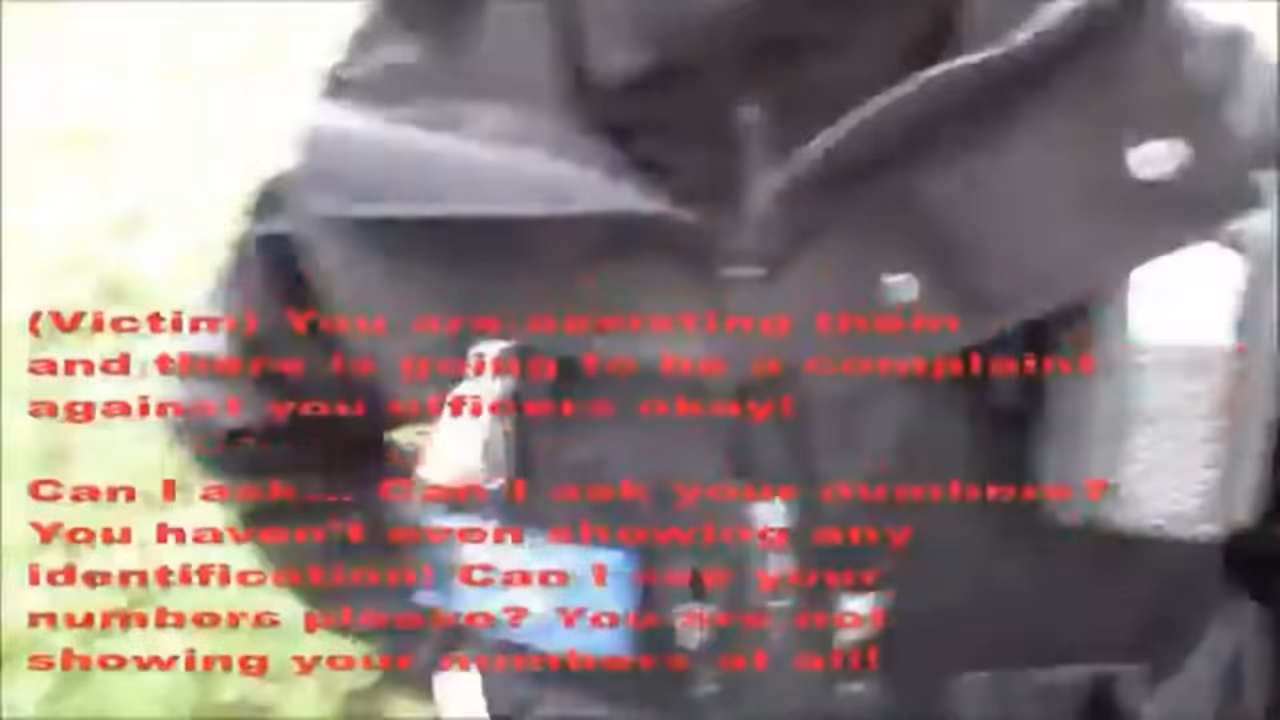 (Victim) You are operating them
and there is going to be a complaint
against you officers okay!
Can I ask... Can I ask your numbers?
You haven't even showing any
identification! Can I see your
numbers please? You are not
showing your numbers at all!